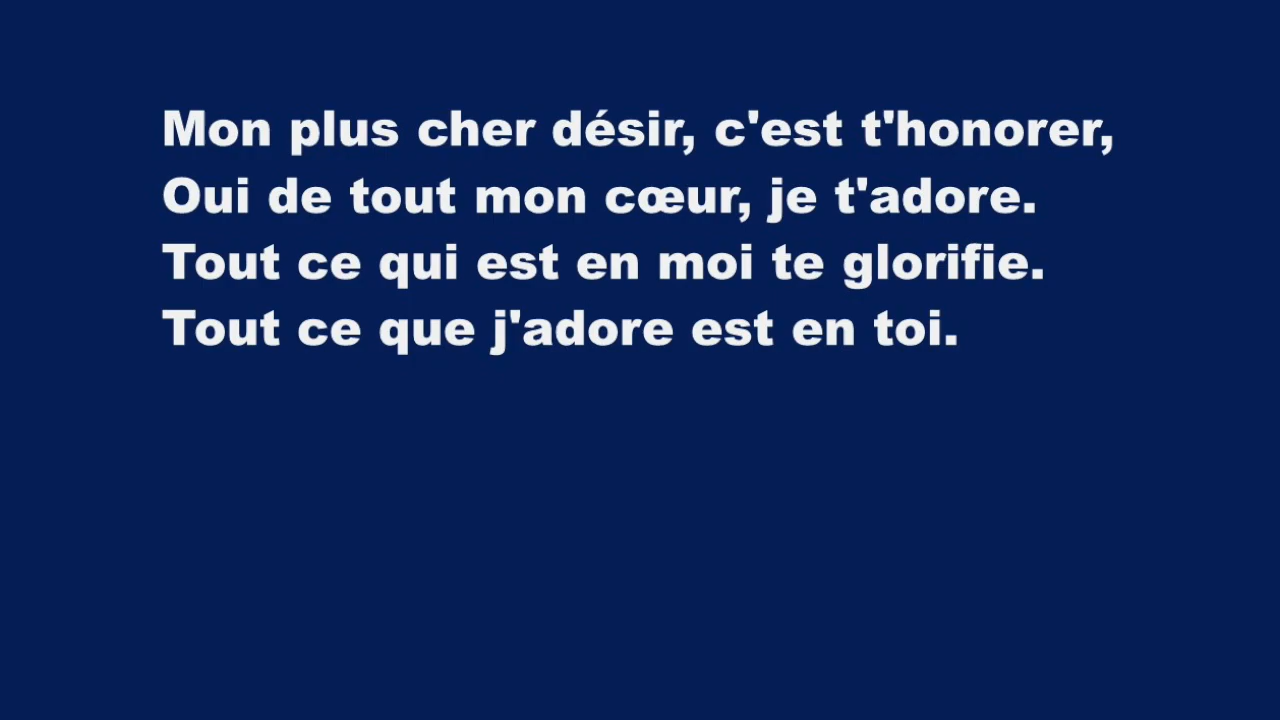 Mon plus cher désir, c'est t'honorer,
Oui de tout mon cœur, je t'adore.
Tout ce qui est en moi te glorifie.
Tout ce que j'adore est en toi.